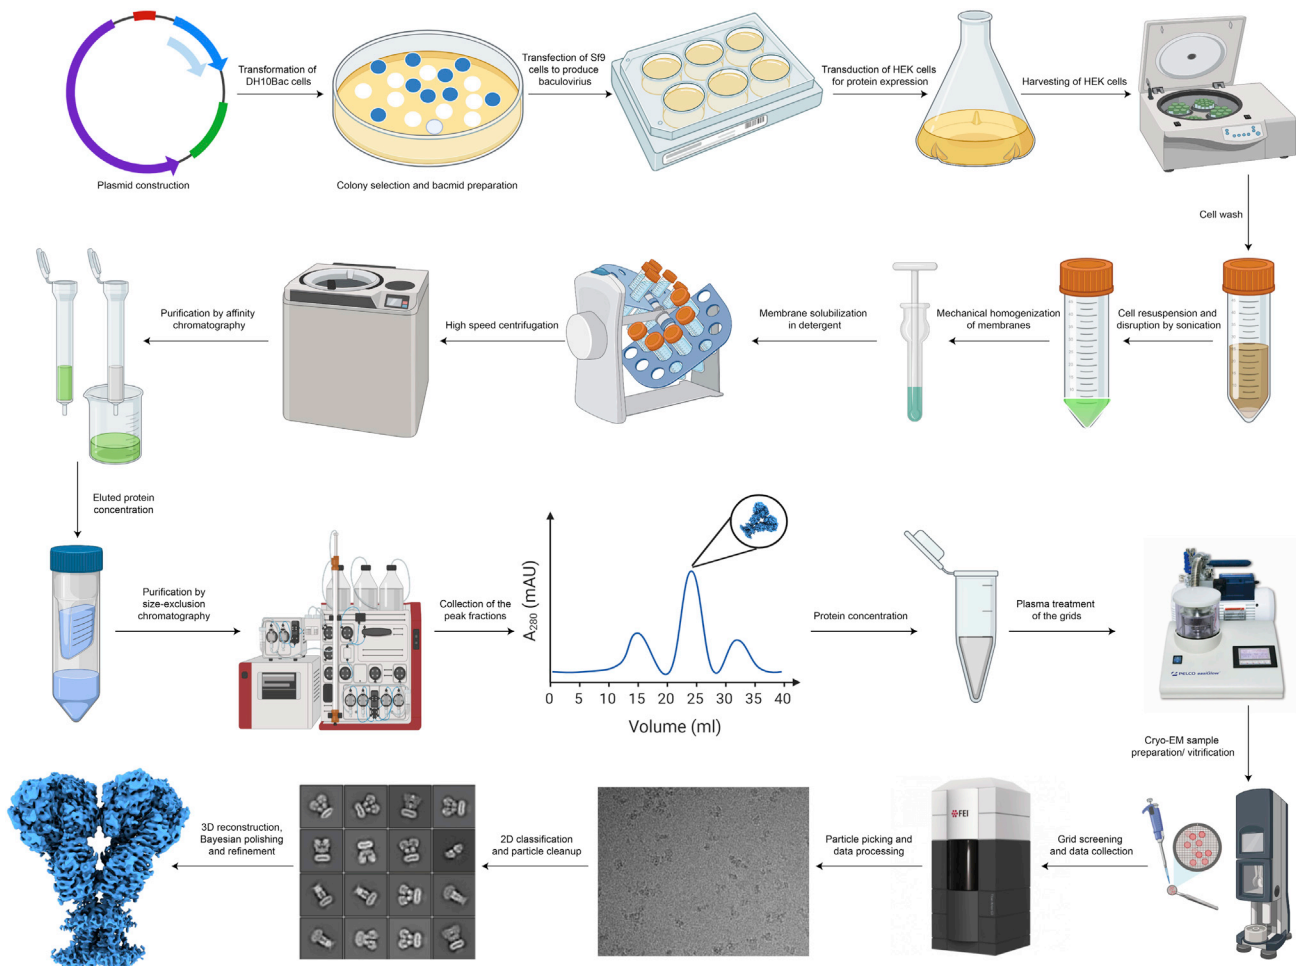 Transformation of
DH10Bac cells
Transfection of Sf9
cells to produce
baculovirius
Transduction of HEK cells
for protein expression
Harvesting of HEK cells
Plasmid construction
Colony selection and bacmid preparation
Cell wash
Purification by affinity
chromatography
High speed centrifugation
Membrane solubilization
in detergent
Mechanical homogenization
of membranes
Cell resuspension and
disruption by sonication
Eluted protein
concentration
Purification by
size-exclusion
chromatography
Collection of the
peak fractions
A280 (mAU)
0 5 10 15 20 25 30 35 40
Volume (ml)
Protein concentration
Plasma treatment
of the grids
PELCO easiGlow
Cryo-EM sample
preparation/ vitrification
3D reconstruction,
Bayesian polishing
and refinement
2D classification
and particle cleanup
Particle picking and
data processing
FEI
Grid screening
and data collection